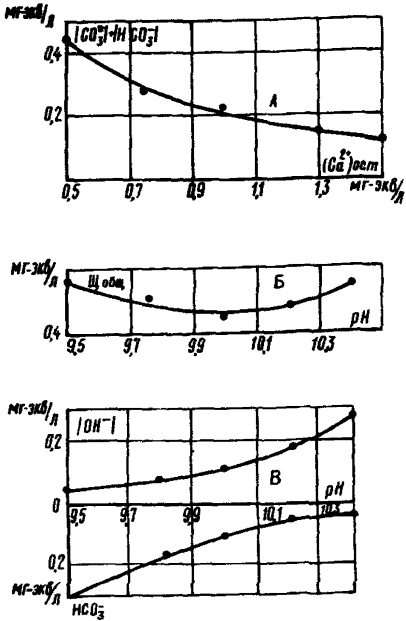 мг-экв/л
|CO₃²⁻|+|HCO₃⁻|
0,4
0,2
А
(Ca²⁺)ост
0,5 0,7 0,9 1,1 1,3
мг-экв/л
мг-экв/л
Щ общ
Б
pH
0,4
9,5 9,7 9,9 10,1 10,3
мг-экв/л
|OH⁻|
0,2
В
pH
0
9,5 9,7 9,9 10,1 10,3
0,2
мг-экв/л
HCO₃⁻